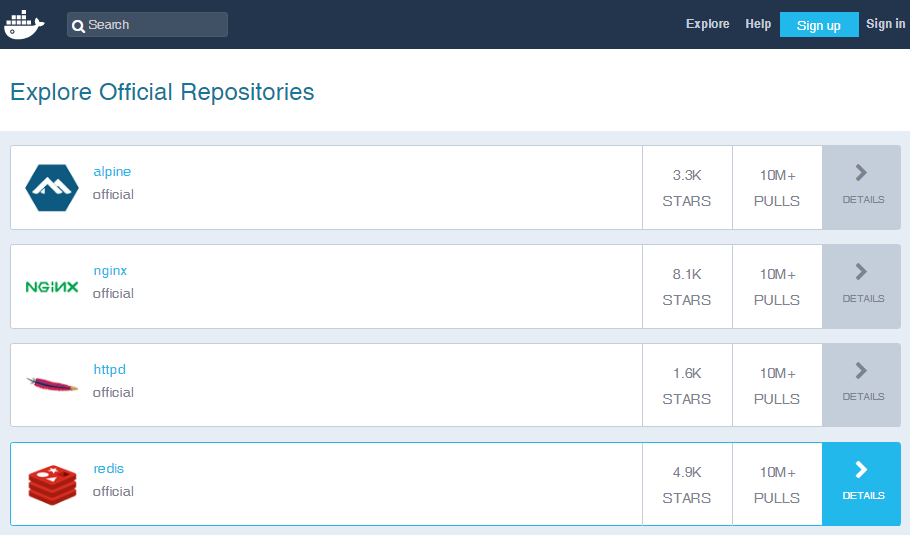 Search
Explore
Help
Sign up
Sign in
Explore Official Repositories
alpine
official
3.3K
STARS
10M+
PULLS
DETAILS
NGiNX
nginx
official
8.1K
STARS
10M+
PULLS
DETAILS
httpd
official
1.6K
STARS
10M+
PULLS
DETAILS
redis
official
4.9K
STARS
10M+
PULLS
DETAILS